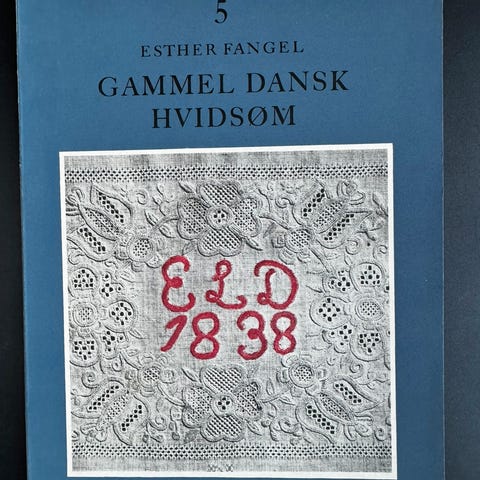 5
ESTHER FANGEL
GAMMEL DANSK
HVIDSØM
ELD
1838